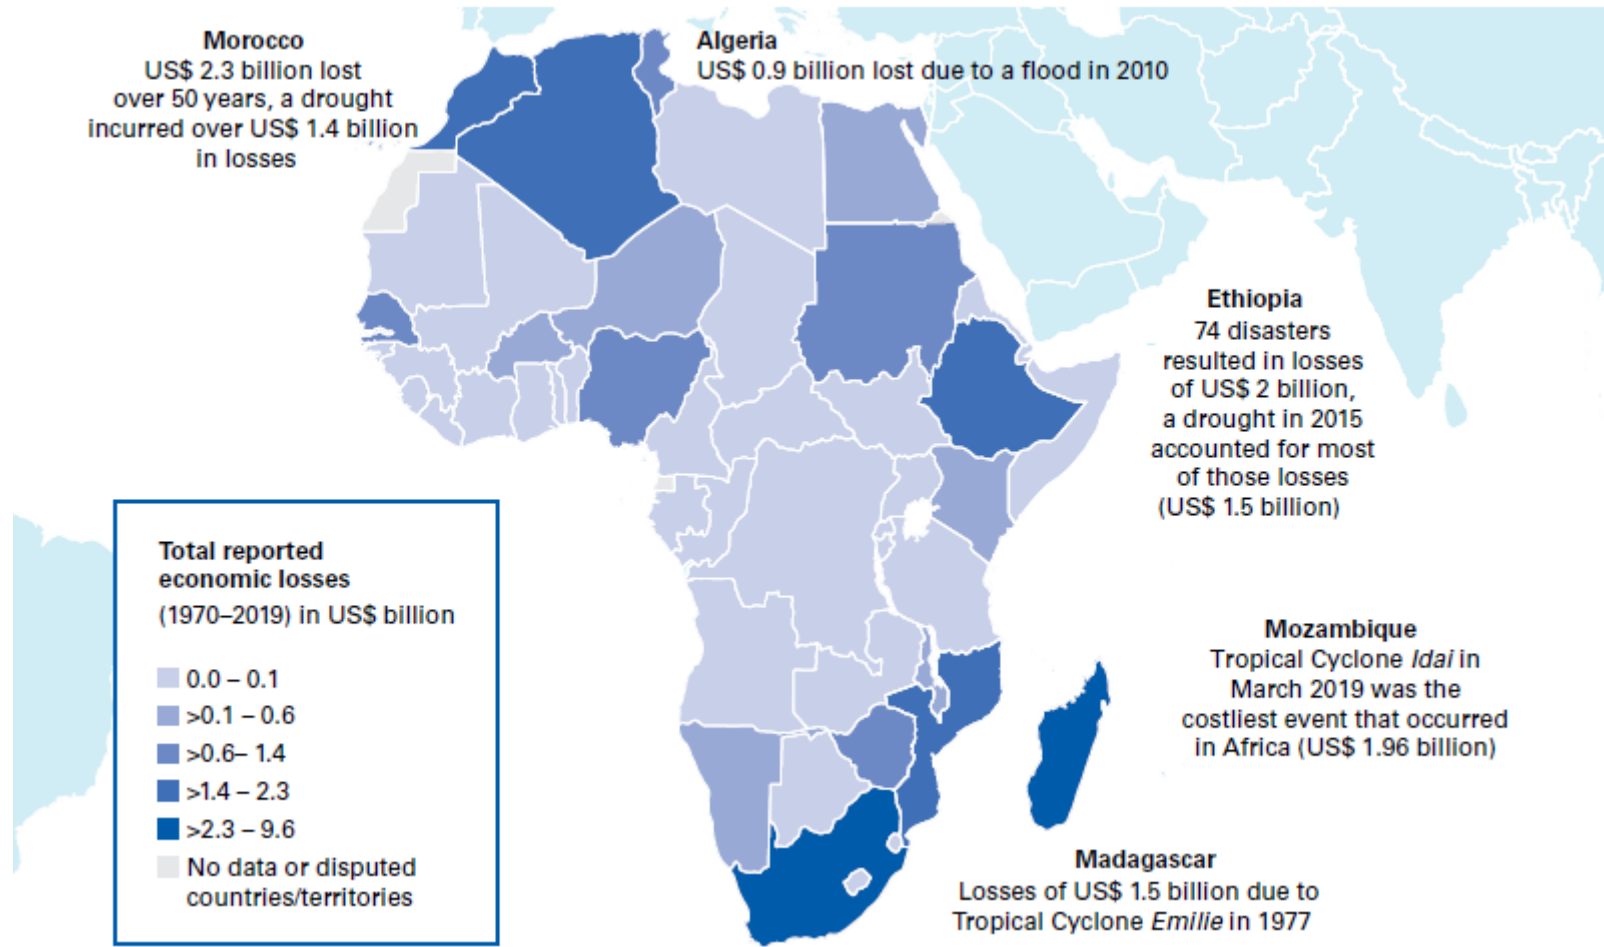 Morocco
US$ 2.3 billion lost
over 50 years, a drought
incurred over US$ 1.4 billion
in losses
Algeria
US$ 0.9 billion lost due to a flood in 2010
Ethiopia
74 disasters
resulted in losses
of US$ 2 billion,
a drought in 2015
accounted for most
of those losses
(US$ 1.5 billion)
Total reported
economic losses
(1970–2019) in US$ billion
0.0 – 0.1
>0.1 – 0.6
>0.6– 1.4
>1.4 – 2.3
>2.3 – 9.6
No data or disputed
countries/territories
Mozambique
Tropical Cyclone Idai in
March 2019 was the
costliest event that occurred
in Africa (US$ 1.96 billion)
Madagascar
Losses of US$ 1.5 billion due to
Tropical Cyclone Emilie in 1977